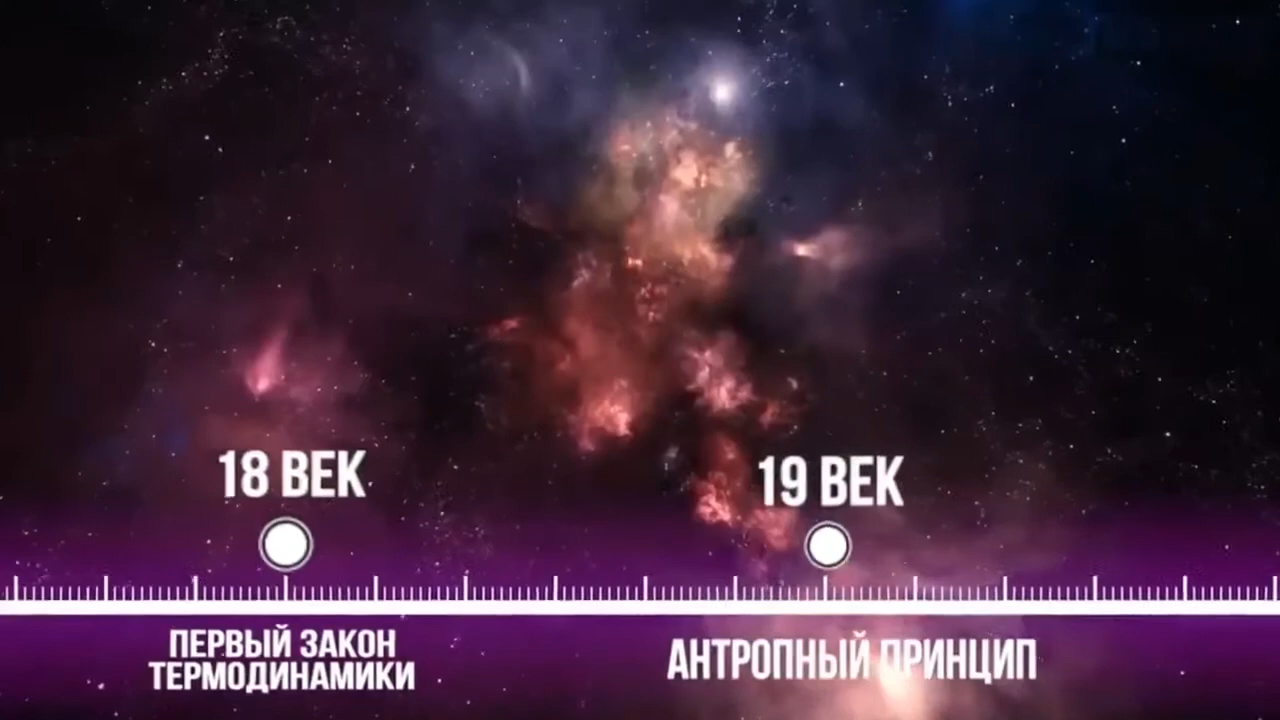 18 ВЕК
19 ВЕК
ПЕРВЫЙ ЗАКОН
ТЕРМОДИНАМИКИ
АНТРОПНЫЙ ПРИНЦИП